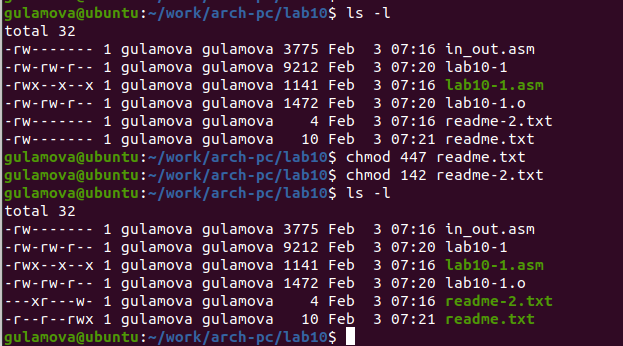 gulamova@ubuntu:~/work/arch-pc/lab10$ ls -l
total 32
-rw------- 1 gulamova gulamova 3775 Feb  3 07:16 in_out.asm
-rw-rw-r-- 1 gulamova gulamova 9212 Feb  3 07:20 lab10-1
-rwx--x--x 1 gulamova gulamova 1141 Feb  3 07:16 lab10-1.asm
-rw-rw-r-- 1 gulamova gulamova 1472 Feb  3 07:20 lab10-1.o
-rw------- 1 gulamova gulamova    4 Feb  3 07:16 readme-2.txt
-rw------- 1 gulamova gulamova   10 Feb  3 07:21 readme.txt
gulamova@ubuntu:~/work/arch-pc/lab10$ chmod 447 readme.txt
gulamova@ubuntu:~/work/arch-pc/lab10$ chmod 142 readme-2.txt
gulamova@ubuntu:~/work/arch-pc/lab10$ ls -l
total 32
-rw------- 1 gulamova gulamova 3775 Feb  3 07:16 in_out.asm
-rw-rw-r-- 1 gulamova gulamova 9212 Feb  3 07:20 lab10-1
-rwx--x--x 1 gulamova gulamova 1141 Feb  3 07:16 lab10-1.asm
-rw-rw-r-- 1 gulamova gulamova 1472 Feb  3 07:20 lab10-1.o
---xr---w- 1 gulamova gulamova    4 Feb  3 07:16 readme-2.txt
-r--r--rwx 1 gulamova gulamova   10 Feb  3 07:21 readme.txt
gulamova@ubuntu:~/work/arch-pc/lab10$